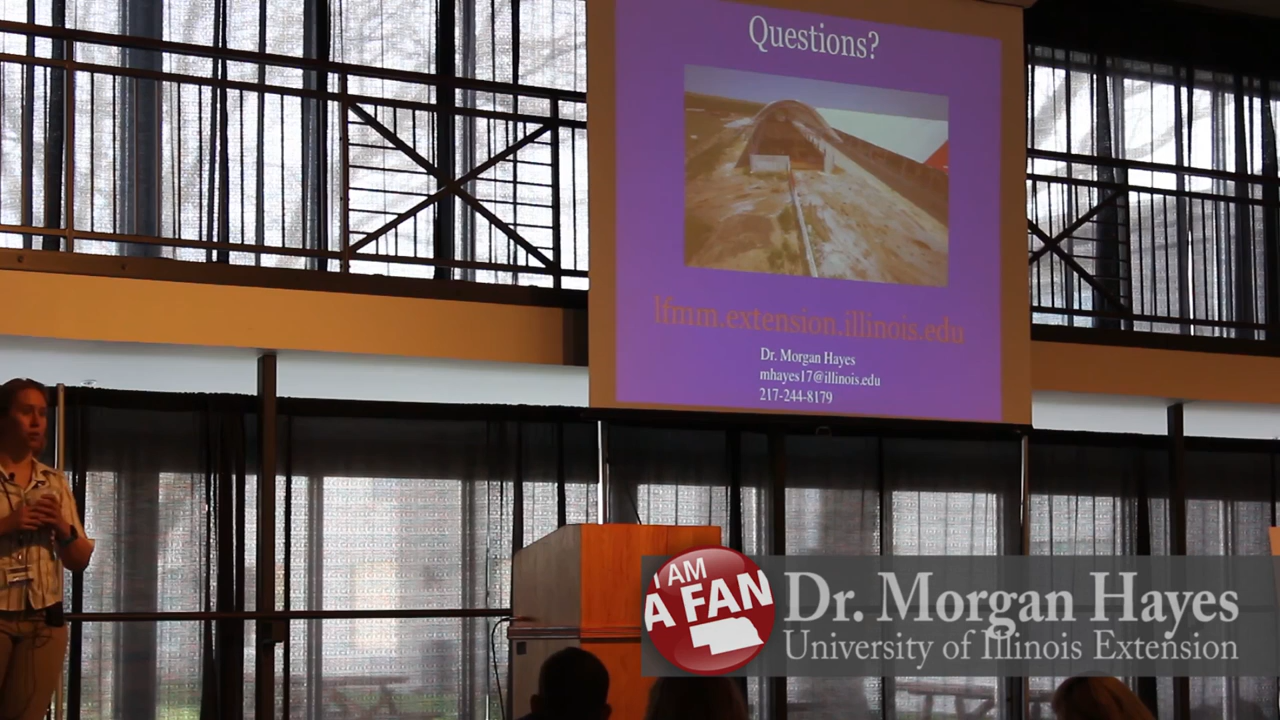 Questions?
lfmm.extension.illinois.edu
Dr. Morgan Hayes
mhayes17@illinois.edu
217-244-8179
I AM
A FAN
Dr. Morgan Hayes
University of Illinois Extension